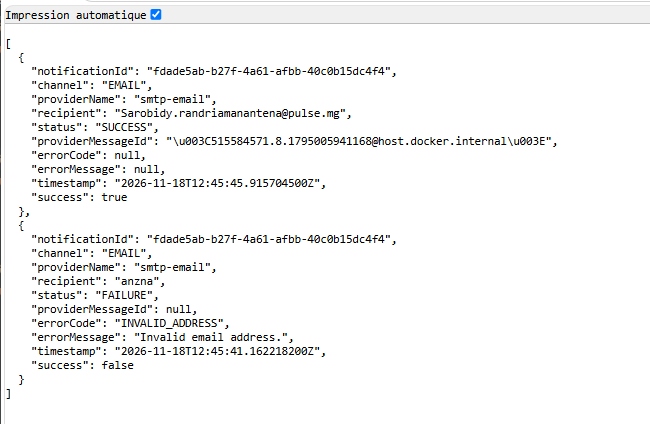 Impression automatique
[
  {
    "notificationId": "fdade5ab-b27f-4a61-afbb-40c0b15dc4f4",
    "channel": "EMAIL",
    "providerName": "smtp-email",
    "recipient": "Sarobidy.randriamanantena@pulse.mg",
    "status": "SUCCESS",
    "providerMessageId": "\u003C515584571.8.1795005941168@host.docker.internal\u003E",
    "errorCode": null,
    "errorMessage": null,
    "timestamp": "2026-11-18T12:45:45.915704500Z",
    "success": true
  },
  {
    "notificationId": "fdade5ab-b27f-4a61-afbb-40c0b15dc4f4",
    "channel": "EMAIL",
    "providerName": "smtp-email",
    "recipient": "anzna",
    "status": "FAILURE",
    "providerMessageId": null,
    "errorCode": "INVALID_ADDRESS",
    "errorMessage": "Invalid email address.",
    "timestamp": "2026-11-18T12:45:41.162218200Z",
    "success": false
  }
]